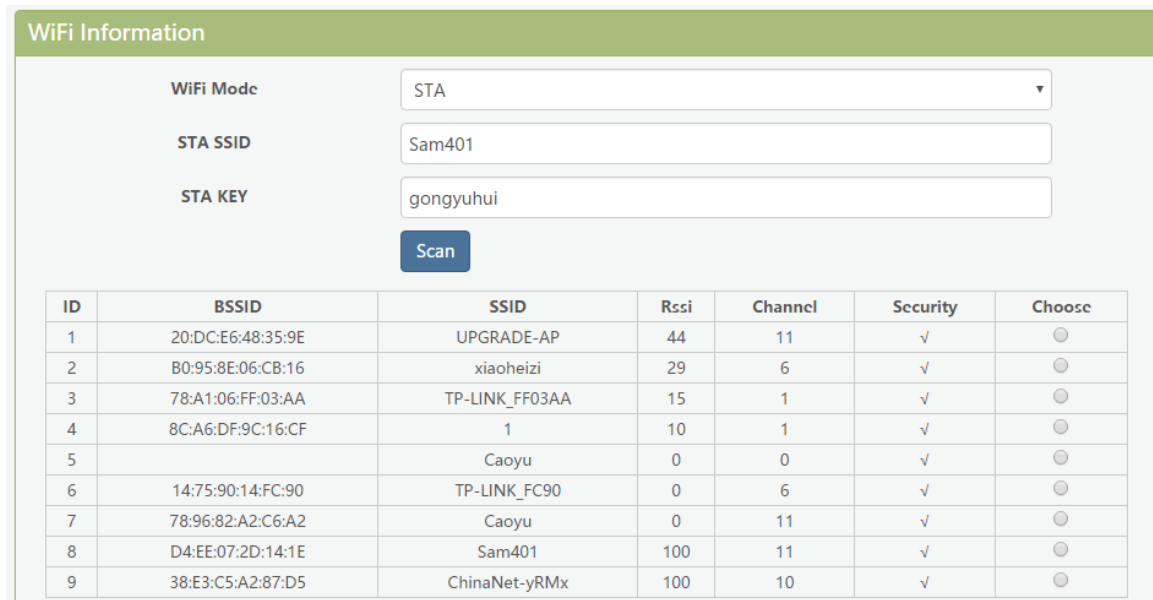 WiFi Information
WiFi Mode STA
STA SSID Sam401
STA KEY gongyuhui
Scan
ID BSSID SSID Rssi Channel Security Choose
1 20:DC:E6:48:35:9E UPGRADE-AP 44 11 √
2 B0:95:8E:06:CB:16 xiaoheizi 29 6 √
3 78:A1:06:FF:03:AA TP-LINK_FF03AA 15 1 √
4 8C:A6:DF:9C:16:CF 1 10 1 √
5 Caoyu 0 0 √
6 14:75:90:14:FC:90 TP-LINK_FC90 0 6 √
7 78:96:82:A2:C6:A2 Caoyu 0 11 √
8 D4:EE:07:2D:14:1E Sam401 100 11 √
9 38:E3:C5:A2:87:D5 ChinaNet-yRMx 100 10 √